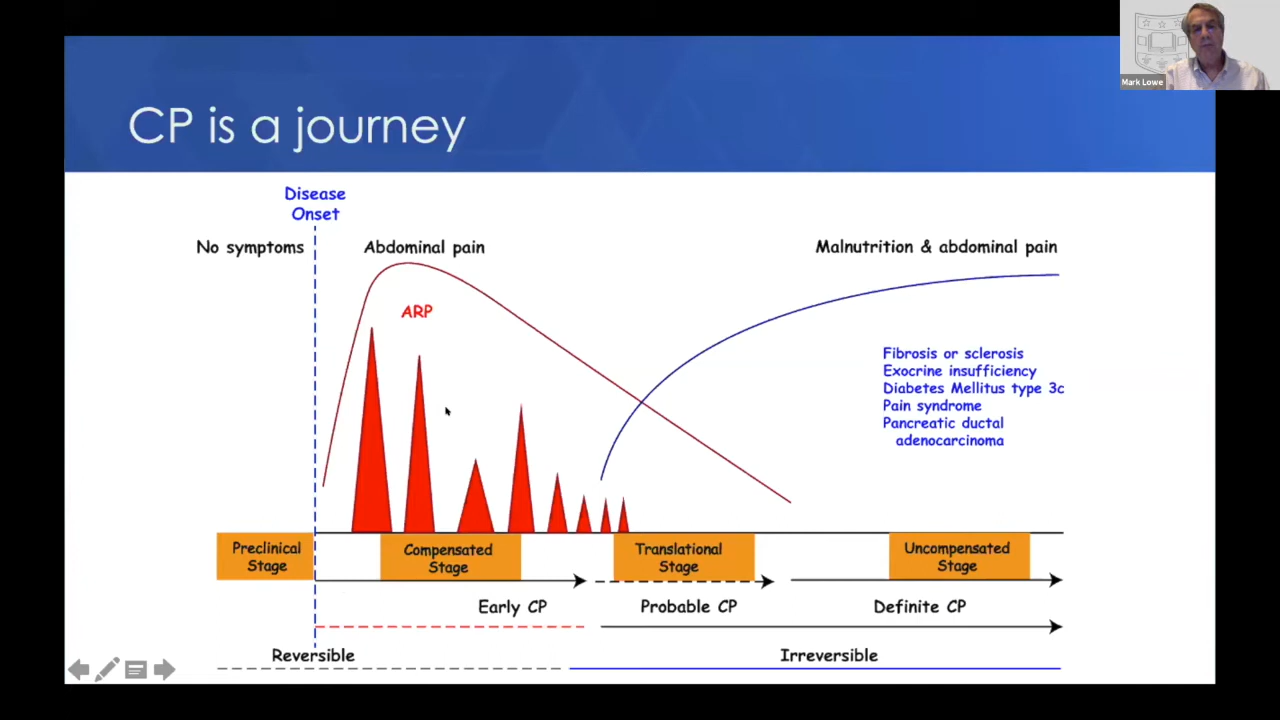 Mark Lowe
CP is a journey
Disease
Onset
No symptoms
Abdominal pain
Malnutrition & abdominal pain
ARP
Fibrosis or sclerosis
Exocrine insufficiency
Diabetes Mellitus type 3c
Pain syndrome
Pancreatic ductal
adenocarcinoma
Preclinical
Stage
Compensated
Stage
Translational
Stage
Uncompensated
Stage
Early CP
Probable CP
Definite CP
Reversible
Irreversible